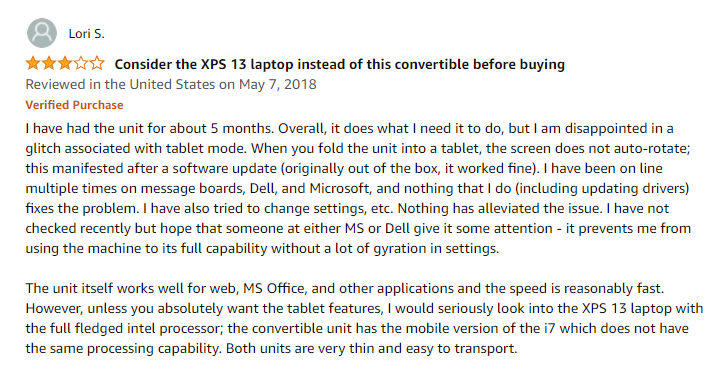 Lori S.
Consider the XPS 13 laptop instead of this convertible before buying
Reviewed in the United States on May 7, 2018
Verified Purchase
I have had the unit for about 5 months. Overall, it does what I need it to do, but I am disappointed in a
glitch associated with tablet mode. When you fold the unit into a tablet, the screen does not auto-rotate;
this manifested after a software update (originally out of the box, it worked fine). I have been on line
multiple times on message boards, Dell, and Microsoft, and nothing that I do (including updating drivers)
fixes the problem. I have also tried to change settings, etc. Nothing has alleviated the issue. I have not
checked recently but hope that someone at either MS or Dell give it some attention - it prevents me from
using the machine to its full capability without a lot of gyration in settings.
The unit itself works well for web, MS Office, and other applications and the speed is reasonably fast.
However, unless you absolutely want the tablet features, I would seriously look into the XPS 13 laptop with
the full fledged intel processor; the convertible unit has the mobile version of the i7 which does not have
the same processing capability. Both units are very thin and easy to transport.